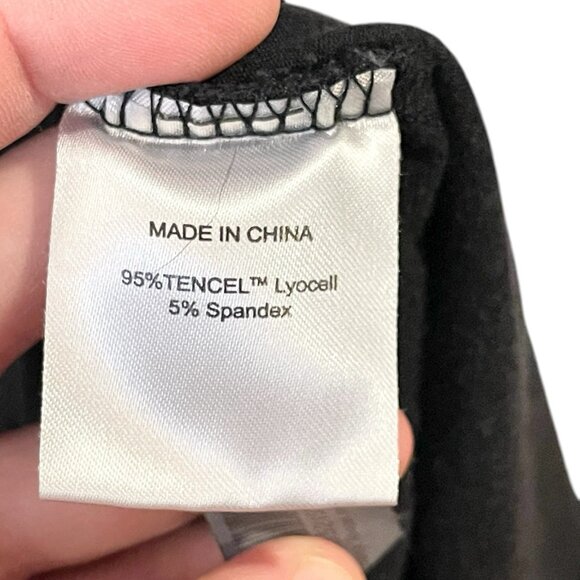 MADE IN CHINA
95%TENCEL™ Lyocell
5% Spandex